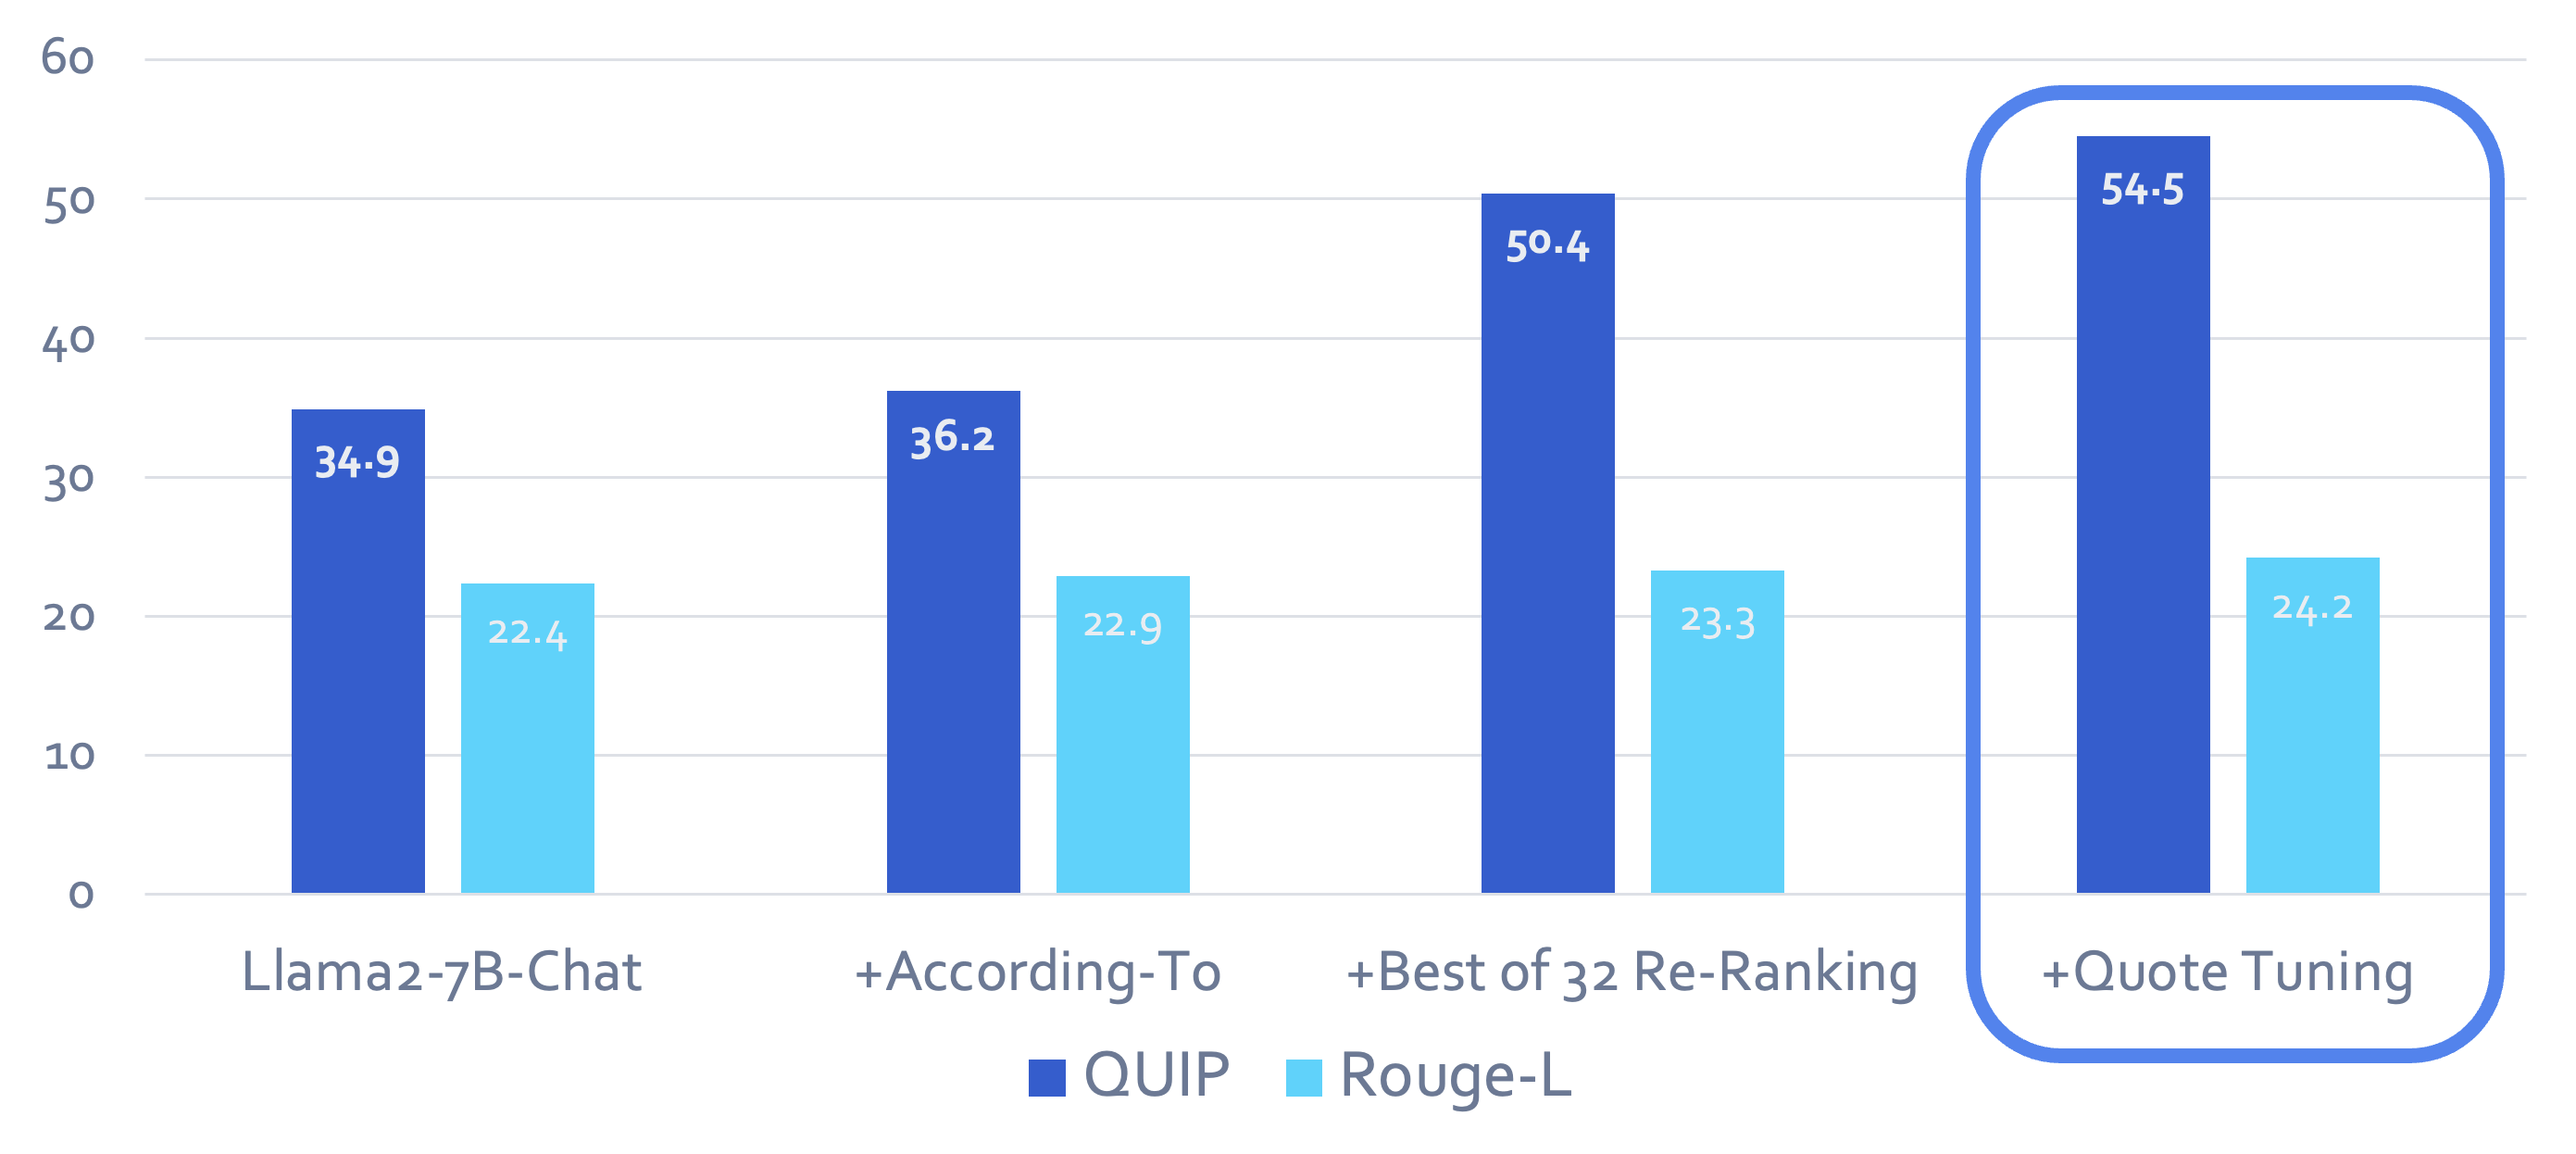 60
50
40
30
20
10
0
34.9
22.4
36.2
22.9
50.4
23.3
54.5
24.2
Llama2-7B-Chat
+According-To
+Best of 32 Re-Ranking
+Quote Tuning
QUIP
Rouge-L